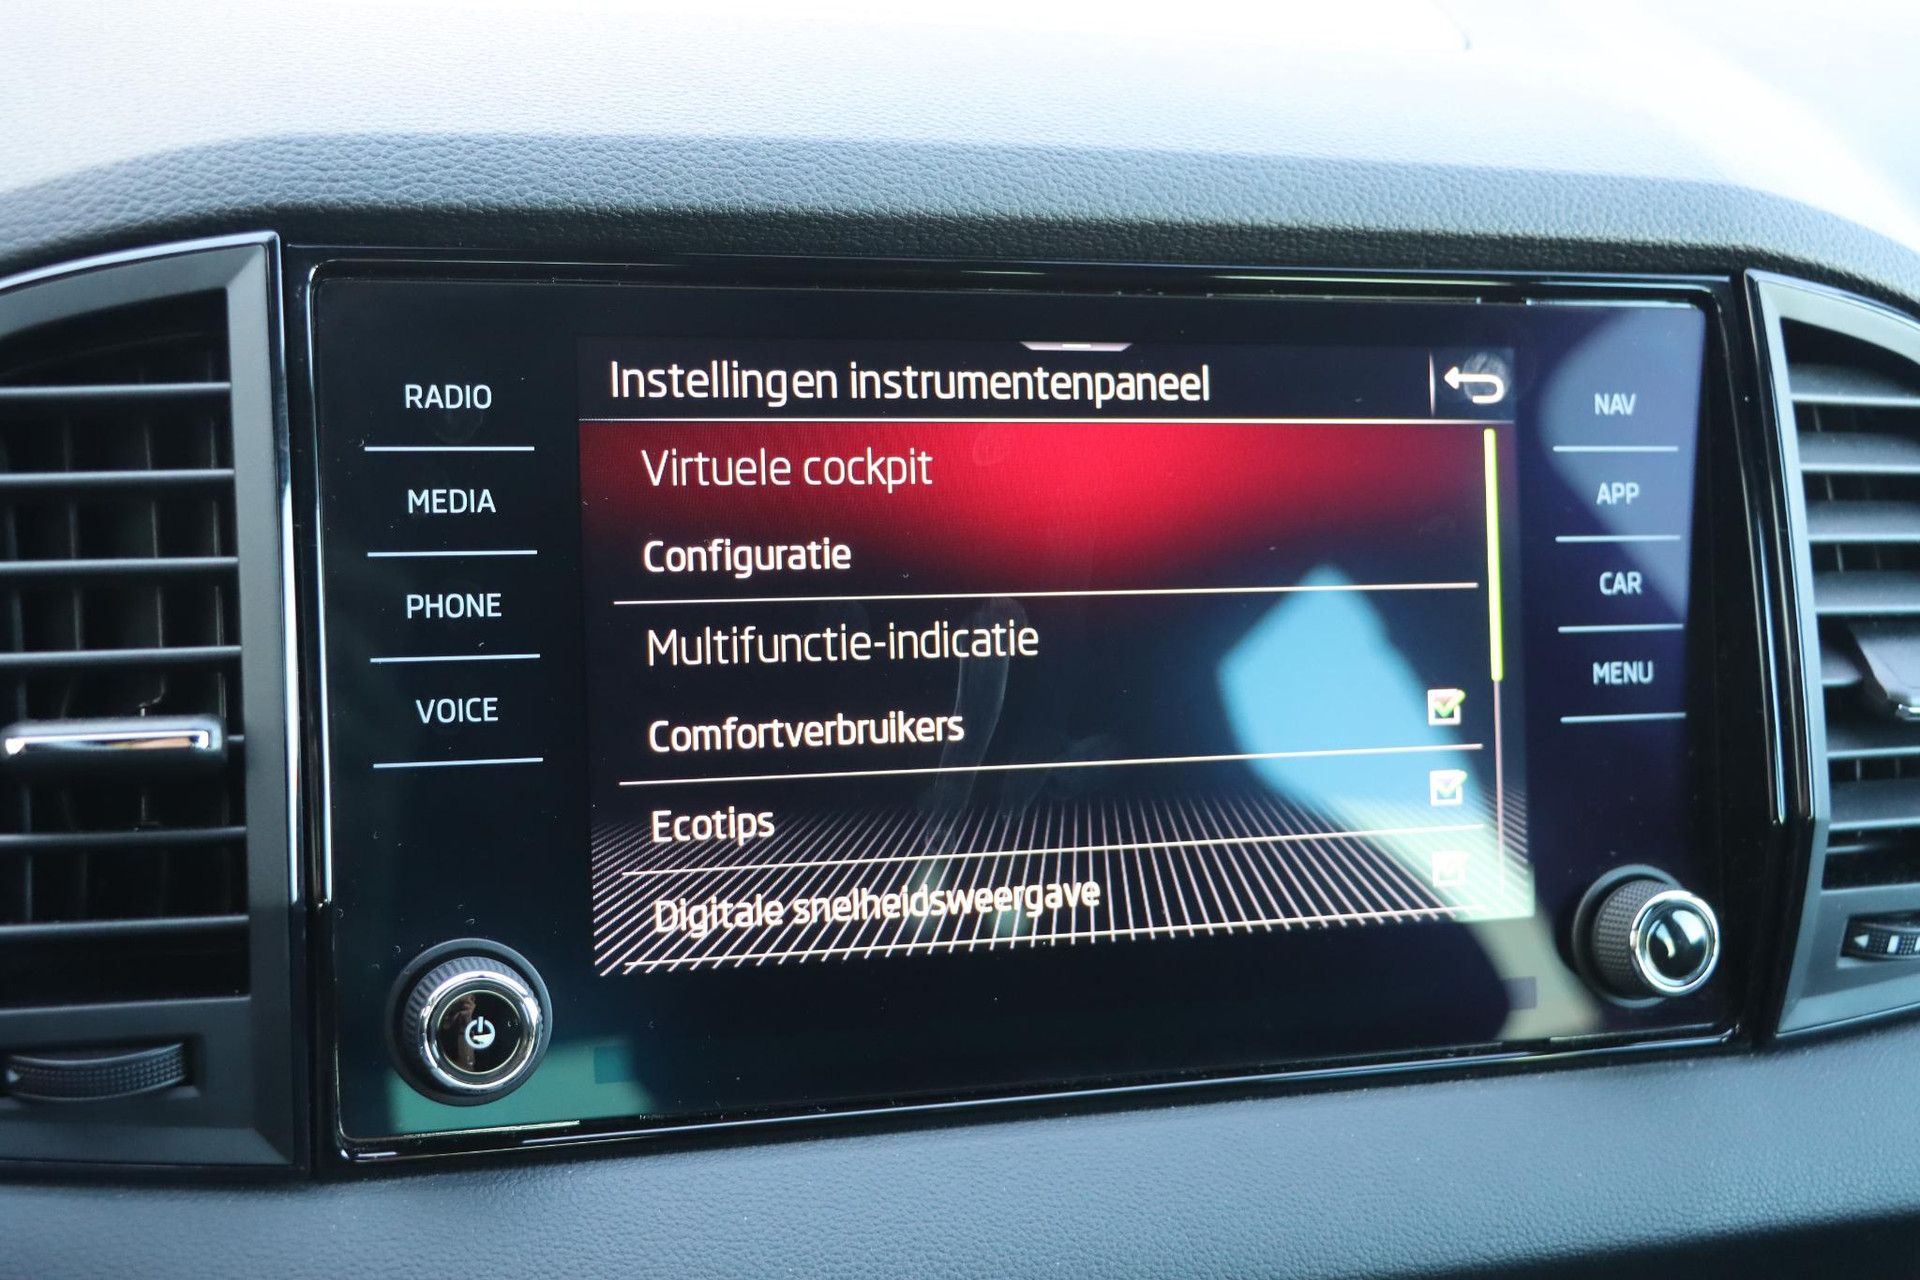 RADIO
MEDIA
PHONE
VOICE
Instellingen instrumentenpaneel
Virtuele cockpit
Configuratie
Multifunctie-indicatie
Comfortverbruikers
Ecotips
Digitale snelheidsweergave
NAV
APP
CAR
MENU